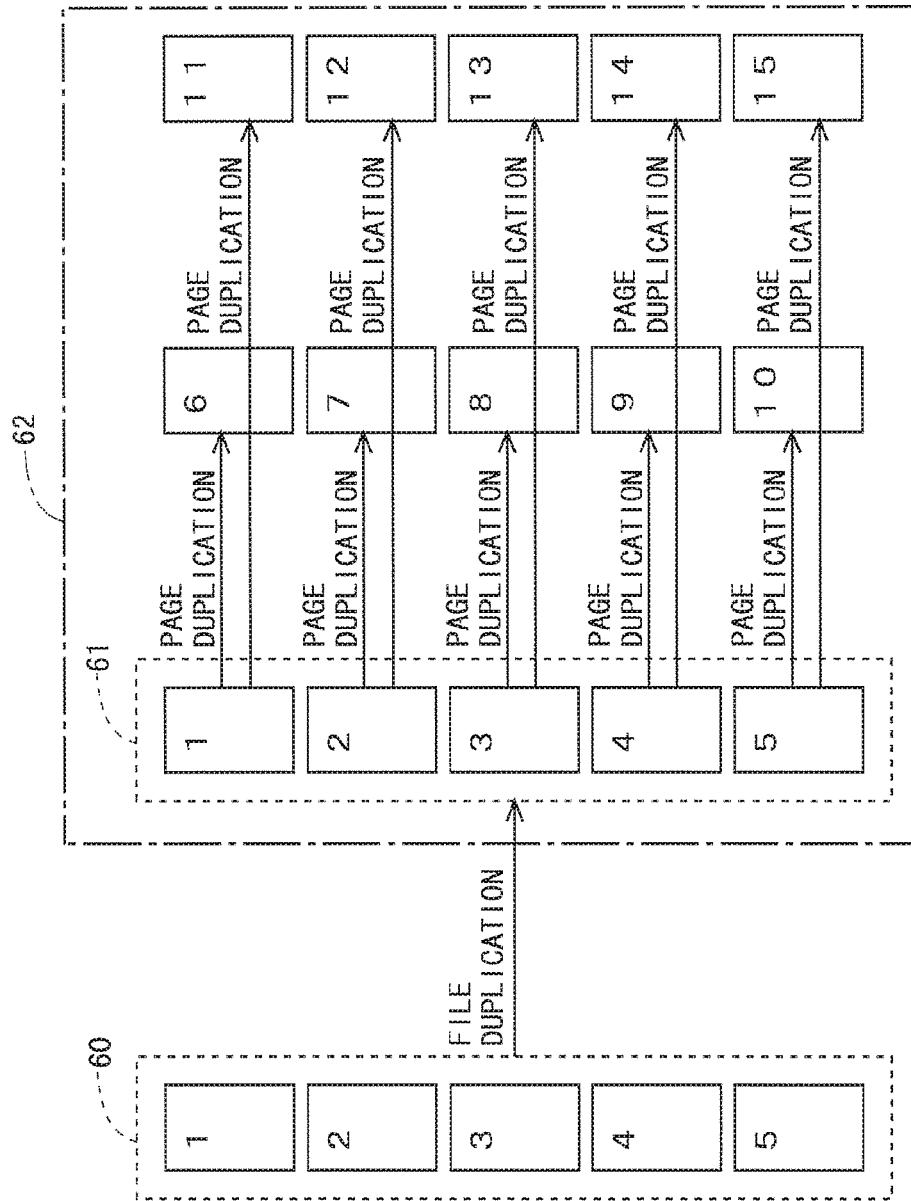 60
1
2
3
4
5
FILE
DUPLICATION
62
61
1
2
3
4
5
PAGE
DUPLICATION
PAGE
DUPLICATION
PAGE
DUPLICATION
PAGE
DUPLICATION
PAGE
DUPLICATION
6
7
8
9
10
PAGE
DUPLICATION
PAGE
DUPLICATION
PAGE
DUPLICATION
PAGE
DUPLICATION
PAGE
DUPLICATION
11
12
13
14
15